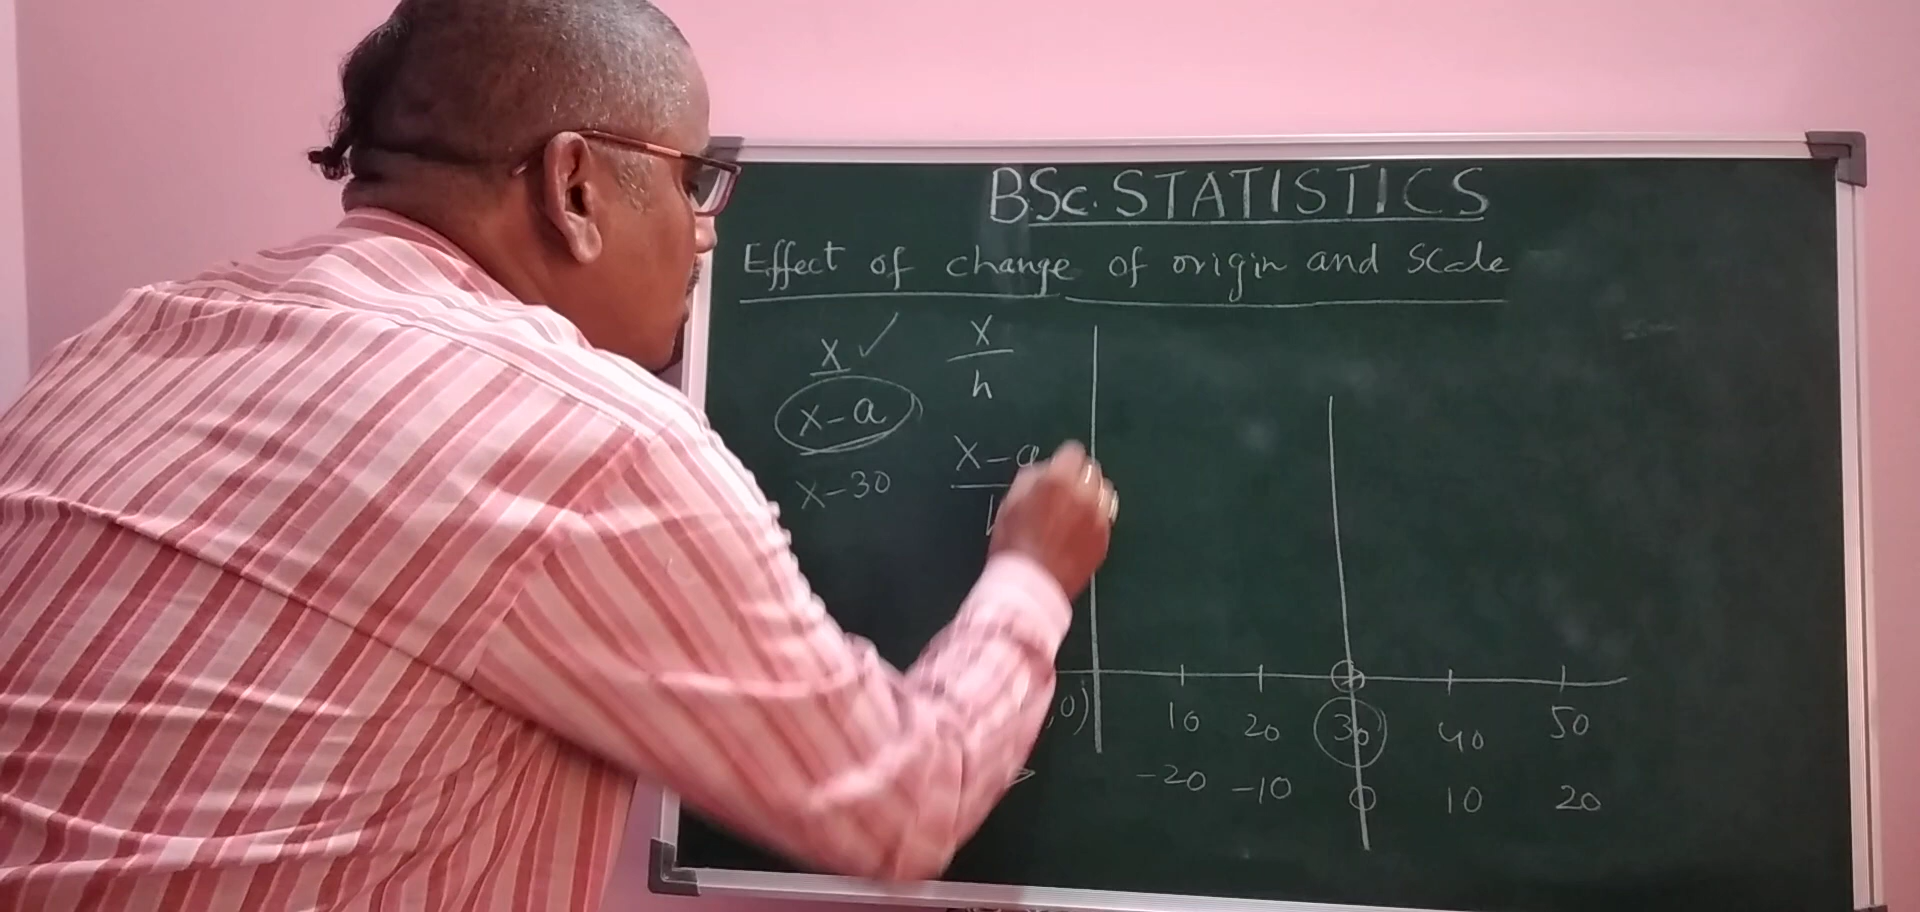 BSc. STATISTICS
Effect of change of origin and Scale
X ✓
X-a
X-30
X
h
X-a
,0)
10 20 30 40 50
-20 -10 0 10 20